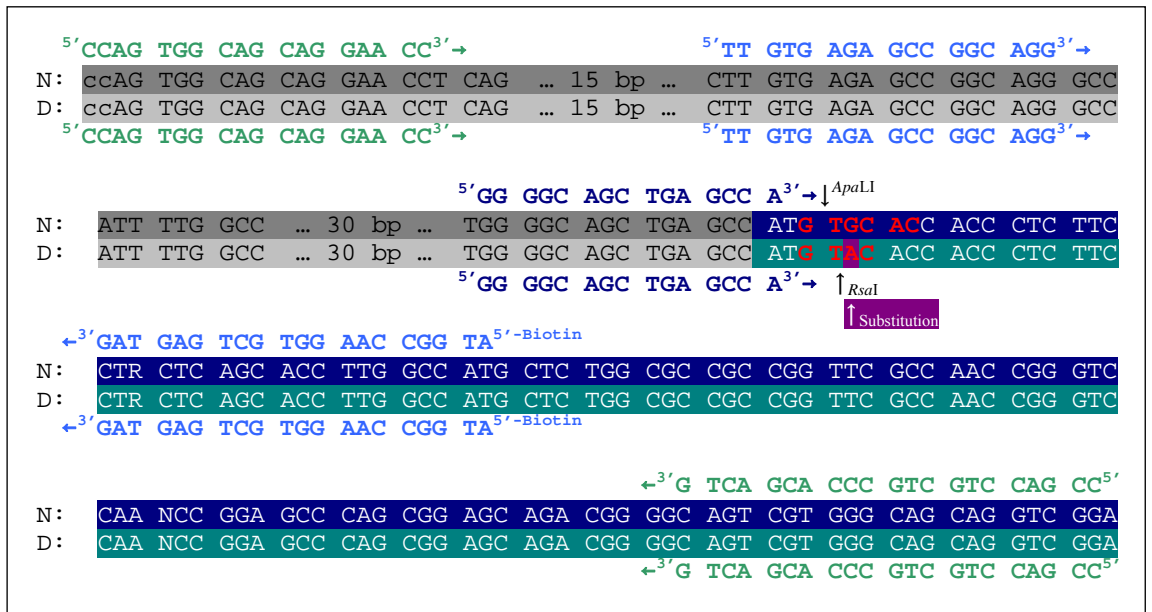 5′CCAG TGG CAG CAG GAA CC3′→ 5′TT GTG AGA GCC GGC AGG3′→
N: ccAG TGG CAG CAG GAA CCT CAG … 15 bp … CTT GTG AGA GCC GGC AGG GCC
D: ccAG TGG CAG CAG GAA CCT CAG … 15 bp … CTT GTG AGA GCC GGC AGG GCC
5′CCAG TGG CAG CAG GAA CC3′→ 5′TT GTG AGA GCC GGC AGG3′→
5′GG GGC AGC TGA GCC A3′→ ↓ApaLI
N: ATT TTG GCC … 30 bp … TGG GGC AGC TGA GCC ATG TGCACC ACC CTC TTC
D: ATT TTG GCC … 30 bp … TGG GGC AGC TGA GCC ATG TAC ACC ACC CTC TTC
5′GG GGC AGC TGA GCC A3′→ ↑RsaI
↑Substitution
←3′GAT GAG TCG TGG AAC CGG TA5′-Biotin
N: CTR CTC AGC ACC TTG GCC ATG CTC TGG CGC CGC CGG TTC GCC AAC CGG GTC
D: CTR CTC AGC ACC TTG GCC ATG CTC TGG CGC CGC CGG TTC GCC AAC CGG GTC
←3′GAT GAG TCG TGG AAC CGG TA5′-Biotin
←3′G TCA GCA CCC GTC GTC CAG CC5′
N: CAA NCC GGA GCC CAG CGG AGC AGA CGG GGC AGT CGT GGG CAG CAG GTC GGA
D: CAA NCC GGA GCC CAG CGG AGC AGA CGG GGC AGT CGT GGG CAG CAG GTC GGA
←3′G TCA GCA CCC GTC GTC CAG CC5′